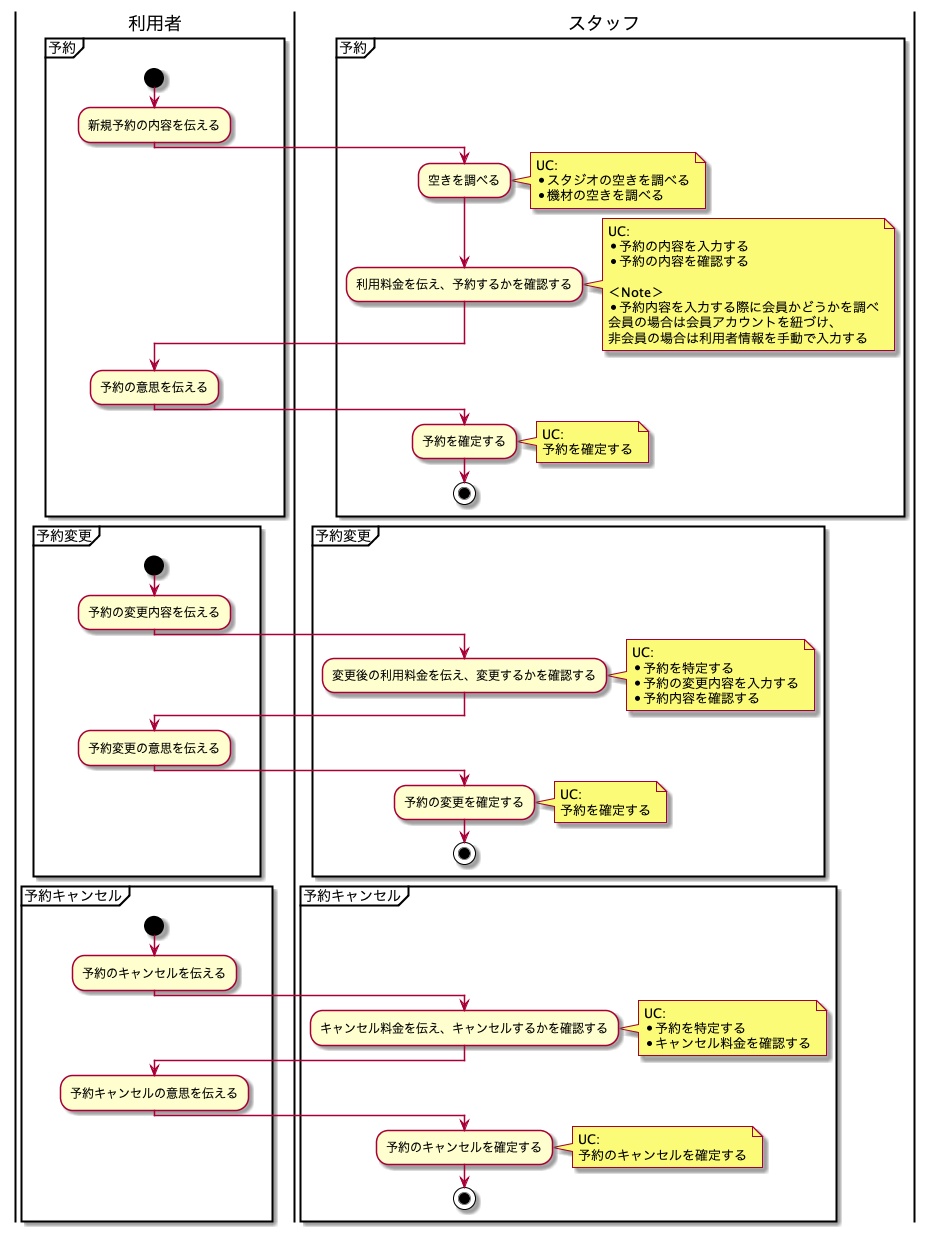 利用者
スタッフ
予約
予約
新規予約の内容を伝える
空きを調べる
UC:
•スタジオの空きを調べる
•機材の空きを調べる
利用料金を伝え、予約するかを確認する
UC:
•予約の内容を入力する
•予約の内容を確認する
＜Note＞
•予約内容を入力する際に会員かどうかを調べ
会員の場合は会員アカウントを紐づけ、
非会員の場合は利用者情報を手動で入力する
予約の意思を伝える
予約を確定する
UC:
予約を確定する
予約変更
予約変更
予約の変更内容を伝える
変更後の利用料金を伝え、変更するかを確認する
UC:
•予約を特定する
•予約の変更内容を入力する
•予約内容を確認する
予約変更の意思を伝える
予約の変更を確定する
UC:
予約を確定する
予約キャンセル
予約キャンセル
予約のキャンセルを伝える
キャンセル料金を伝え、キャンセルするかを確認する
UC:
•予約を特定する
•キャンセル料金を確認する
予約キャンセルの意思を伝える
予約のキャンセルを確定する
UC:
予約のキャンセルを確定する